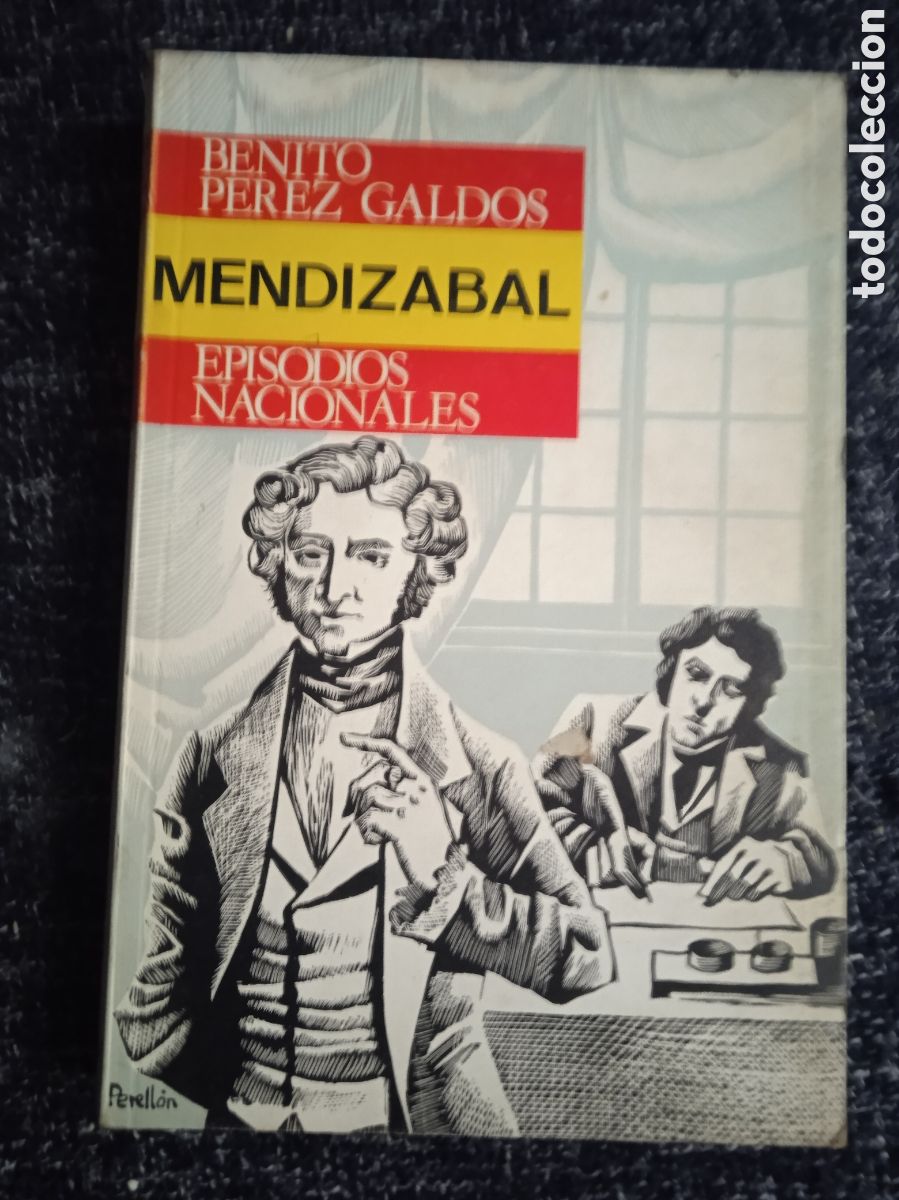 BENITO
PEREZ GALDOS
MENDIZABAL
EPISODIOS
NACIONALES
Perellón
todocoleccion